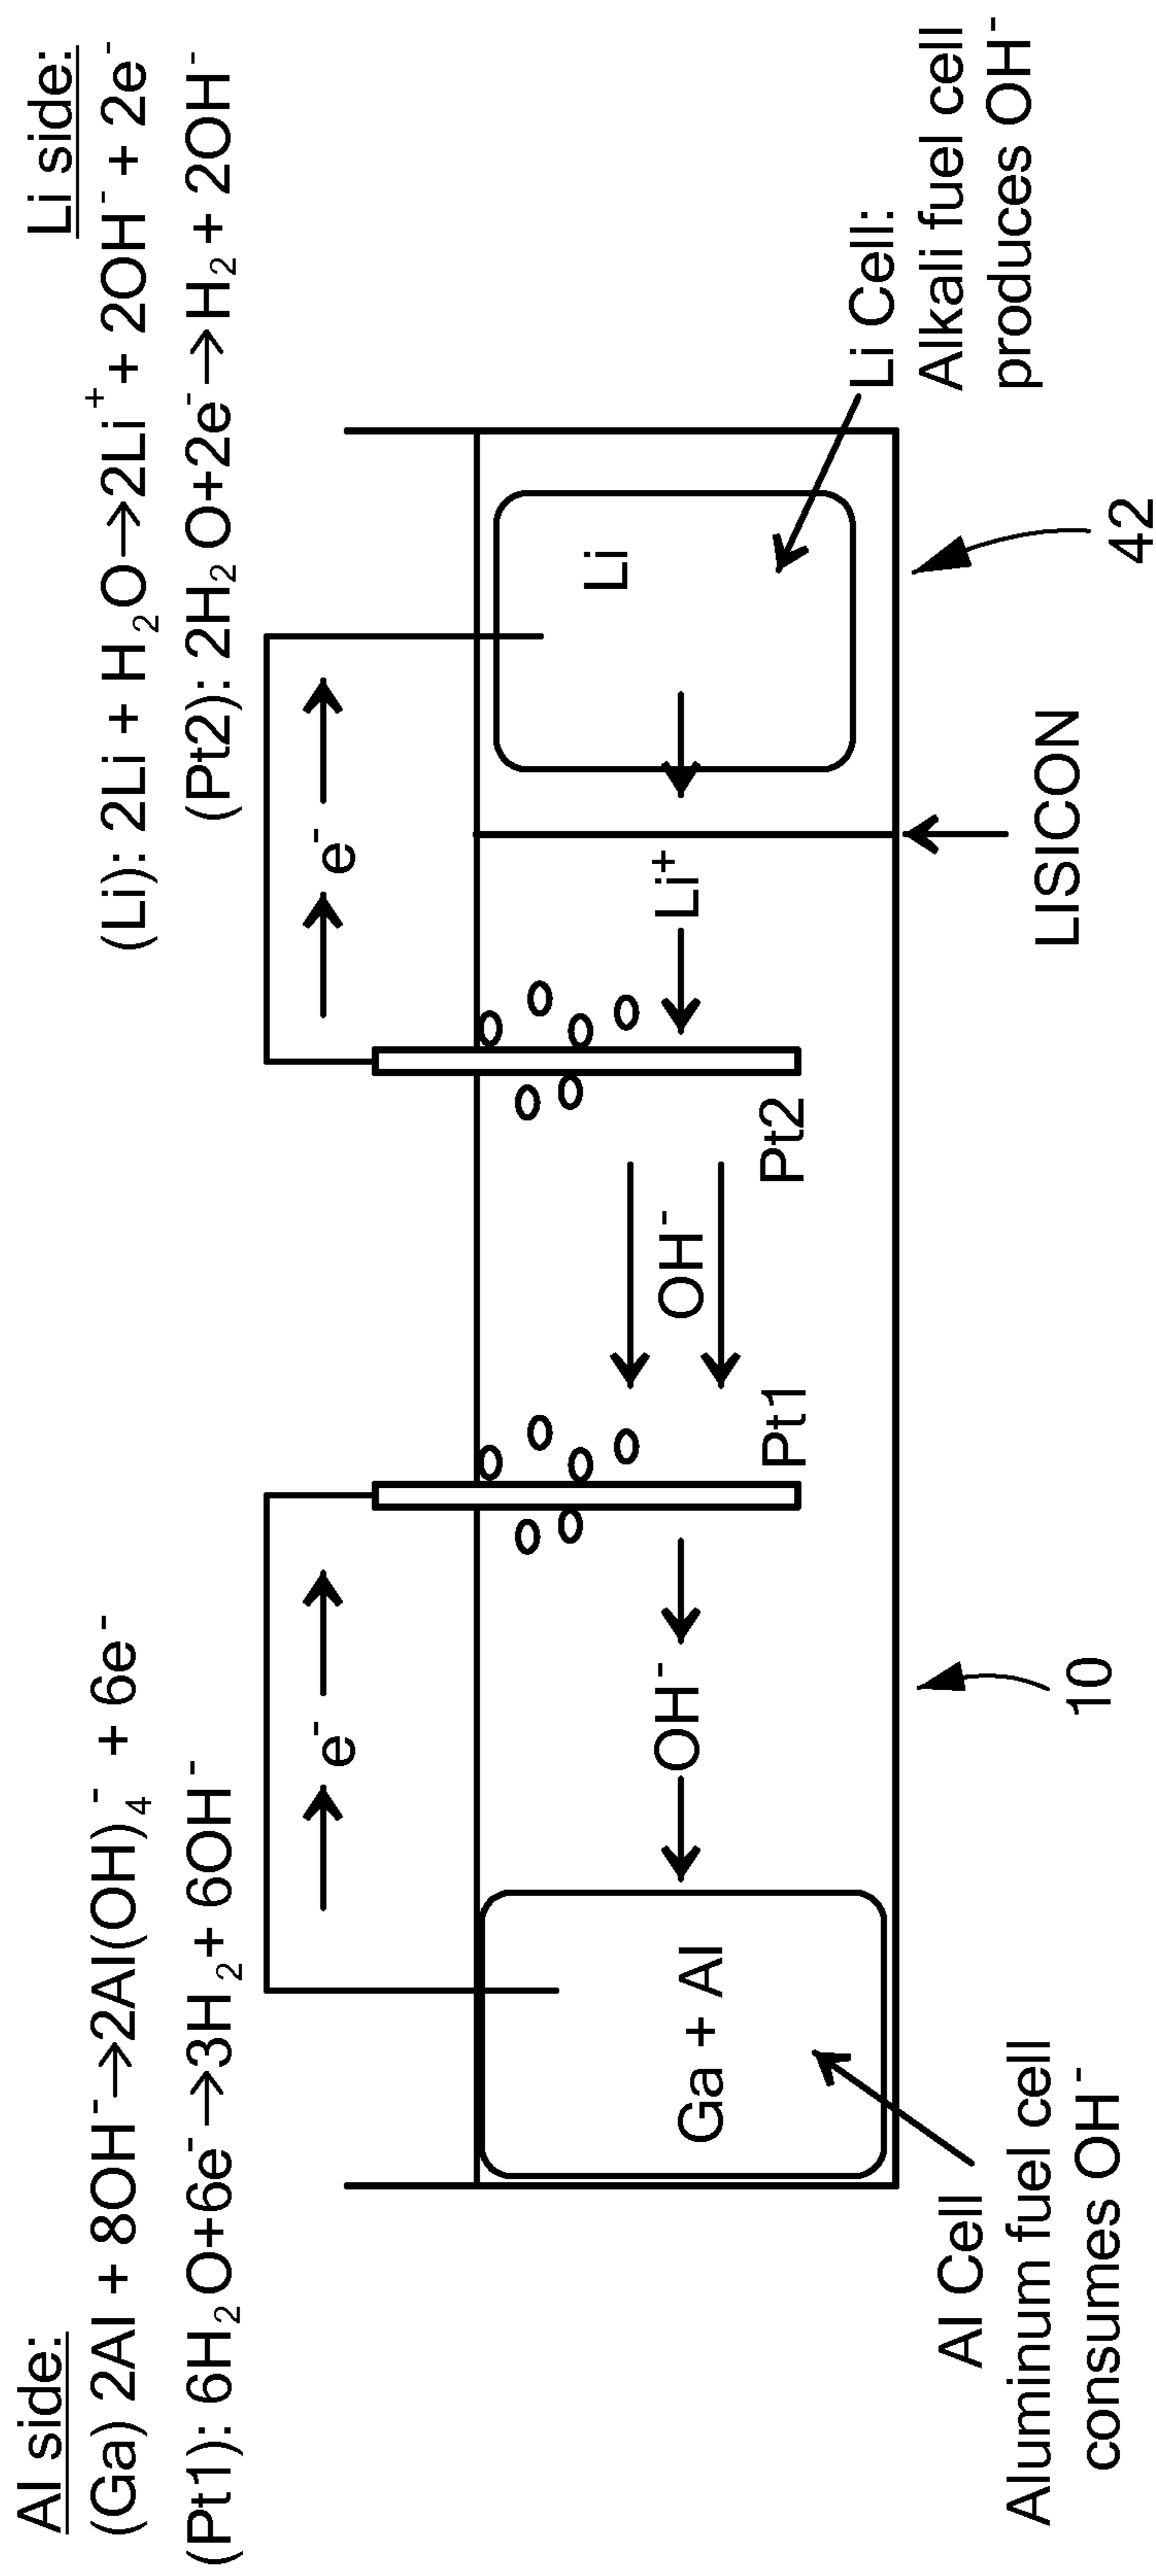 Al side:
(Ga) 2Al + 8OH⁻→2Al(OH)₄⁻ + 6e⁻
(Pt1): 6H₂O+6e⁻→3H₂+ 6OH⁻
Li side:
(Li): 2Li + H₂O→2Li⁺ + 2OH⁻ + 2e⁻
(Pt2): 2H₂O+2e⁻→H₂ + 2OH⁻
e⁻
e⁻
Ga + Al
OH⁻
Pt1
OH⁻
Pt2
Li⁺
Li
Al Cell
Aluminum fuel cell
consumes OH⁻
10
LISICON
42
Li Cell:
Alkali fuel cell
produces OH⁻